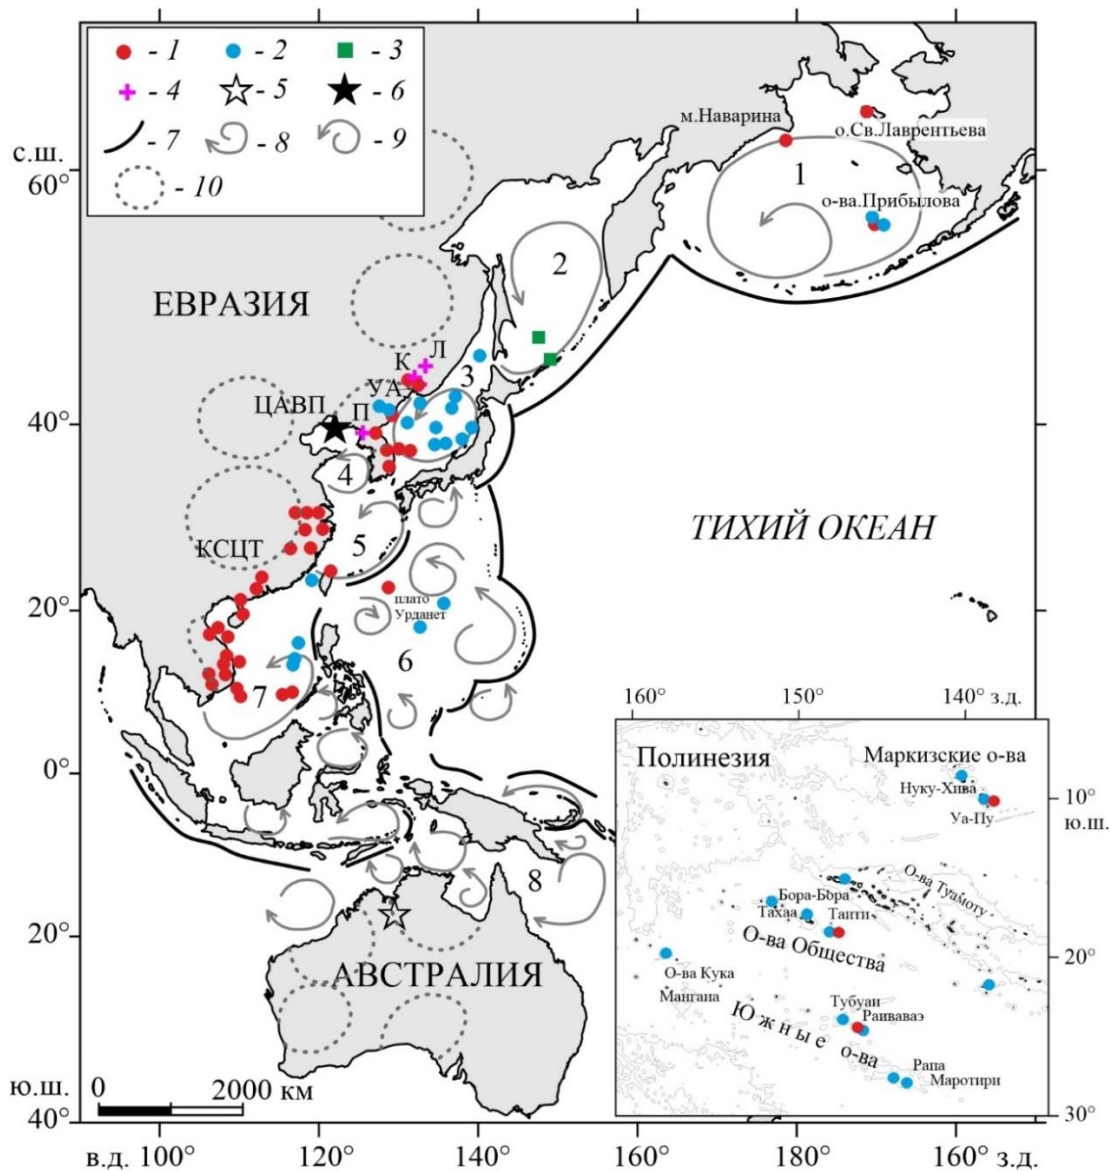 - 1
- 2
- 3
- 4
- 5
- 6
- 7
- 8
- 9
- 10
с.ш.
60°
м.Наварина
о.Св.Лаврентьева
1
о-ва.Прибылова
2
ЕВРАЗИЯ
Л
К
3
УА
ЦАВП
П
40°
4
ТИХИЙ ОКЕАН
КСЦТ
5
плато
Урданет
20°
6
7
0°
160°
150°
140° з.д.
Полинезия
Маркизские о-ва
Нуку-Хива
10°
Уа-Пу
ю.ш.
8
О-ва Туамоту
Бора-Бора
Тахаа
Таити
20°
О-ва Общества
20°
АВСТРАЛИЯ
О-ва Кука
Мангаиа
Тубуаи
Раиваваэ
Южные о-ва
Рапа
Маротири
ю.ш.
0
2000 км
40°
30°
в.д.
100°
120°
140°
160°
180°
160°
з.д.